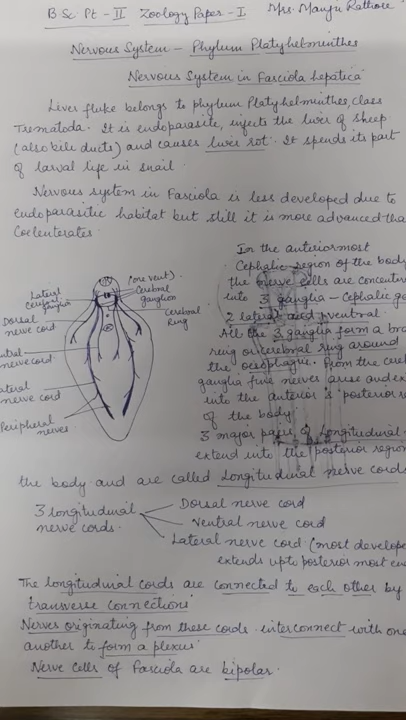 B Sc. Pt - II Zoology Paper - I Mrs. Manju Rathore
Nervous System - Phylum Platyhelminthes
Nervous System in Fasciola hepatica
Liver fluke belongs to phylum Platyhelminthes, class
Trematoda. It is endoparasite, infects the liver of sheep
(also bile ducts) and causes liver rot. It spends its part
of larval life in snail.
Nervous system in Fasciola is less developed due to
endoparasitic habitat but still it is more advanced tha
Coelenterates.
In the anteriormost
Cephalic region of the body
the nerve cells are concentra
into 3 ganglia - Cephalic ga
2 lateral and 1 ventral.
All the 3 ganglia form a bra
ring or cerebral ring around
the oesophagus. From the cere
ganglia fine nerves arise and ex
into the anterior & posterior re
of the body
3 major pairs of Longitudinal
extend into the posterior region
(one vent).
Cerebral
ganglion
Cerebral
Ring
Lateral
Cerebral
ganglia
Dorsal
nerve cord
ntral
nerve cord
ateral
nerve cord
Peripheral
nerves
the body and are called Longitudinal nerve cords
3 longitudinal
nerve cords.
Dorsal nerve cord
Ventral nerve cord
Lateral nerve cord (most develope
extends upto posterior most en
The longitudinal cords are connected to each other by
transverse connections
Nerves originating from these cords interconnect with one
another to form a plexus
Nerve cells of Fasciola are bipolar.